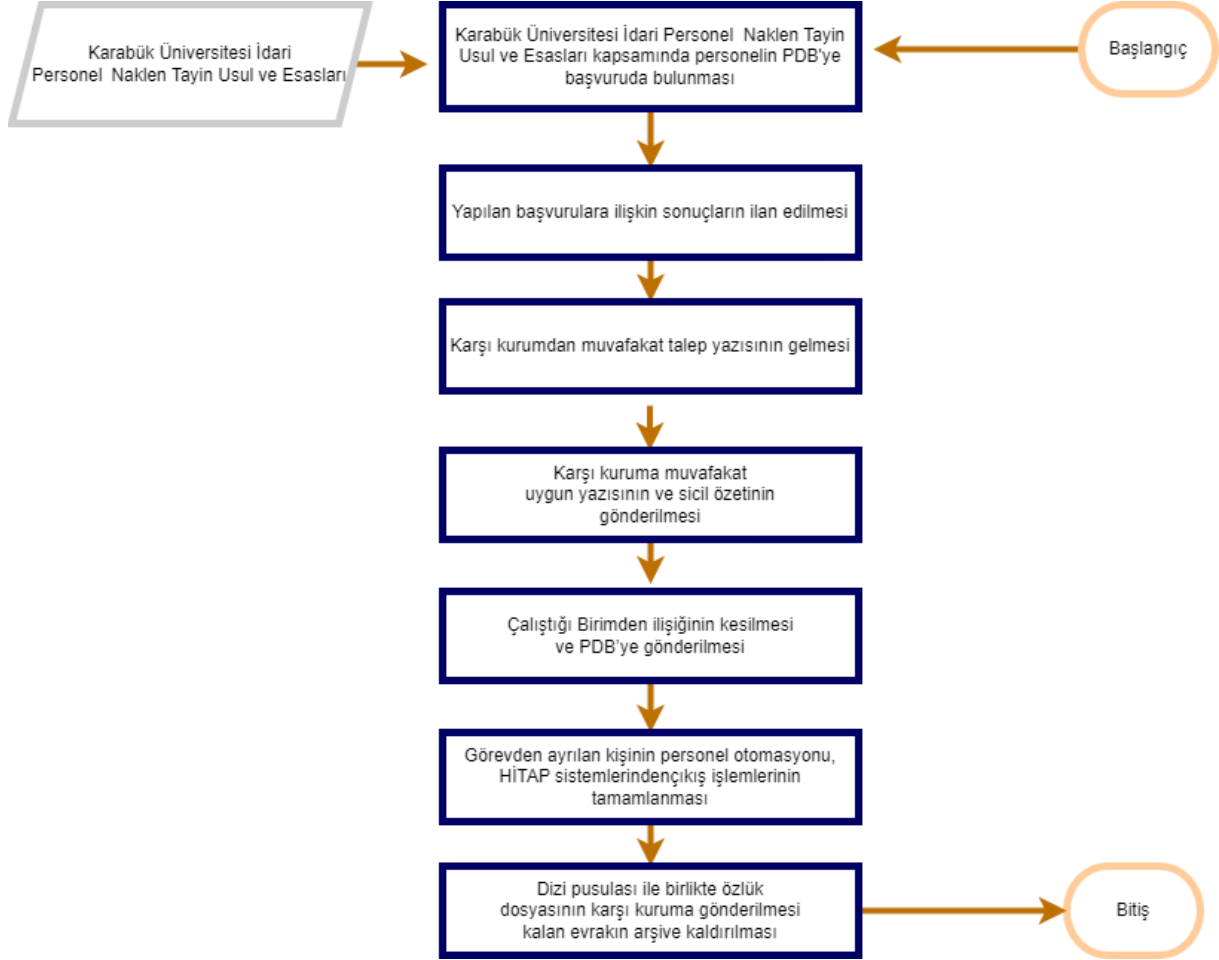 Karabük Üniversitesi İdari
Personel  Naklen Tayin Usul ve Esasları
Karabük Üniversitesi İdari Personel  Naklen Tayin
Usul ve Esasları kapsamında personelin PDB'ye
başvuruda bulunması
Başlangıç
Yapılan başvurulara ilişkin sonuçların ilan edilmesi
Karşı kurumdan muvafakat talep yazısının gelmesi
Karşı kuruma muvafakat
uygun yazısının ve sicil özetinin
gönderilmesi
Çalıştığı Birimden ilişiğinin kesilmesi
ve PDB’ye gönderilmesi
Görevden ayrılan kişinin personel otomasyonu,
HİTAP sistemlerindençıkış işlemlerinin
tamamlanması
Dizi pusulası ile birlikte özlük
dosyasının karşı kuruma gönderilmesi
kalan evrakın arşive kaldırılması
Bitiş